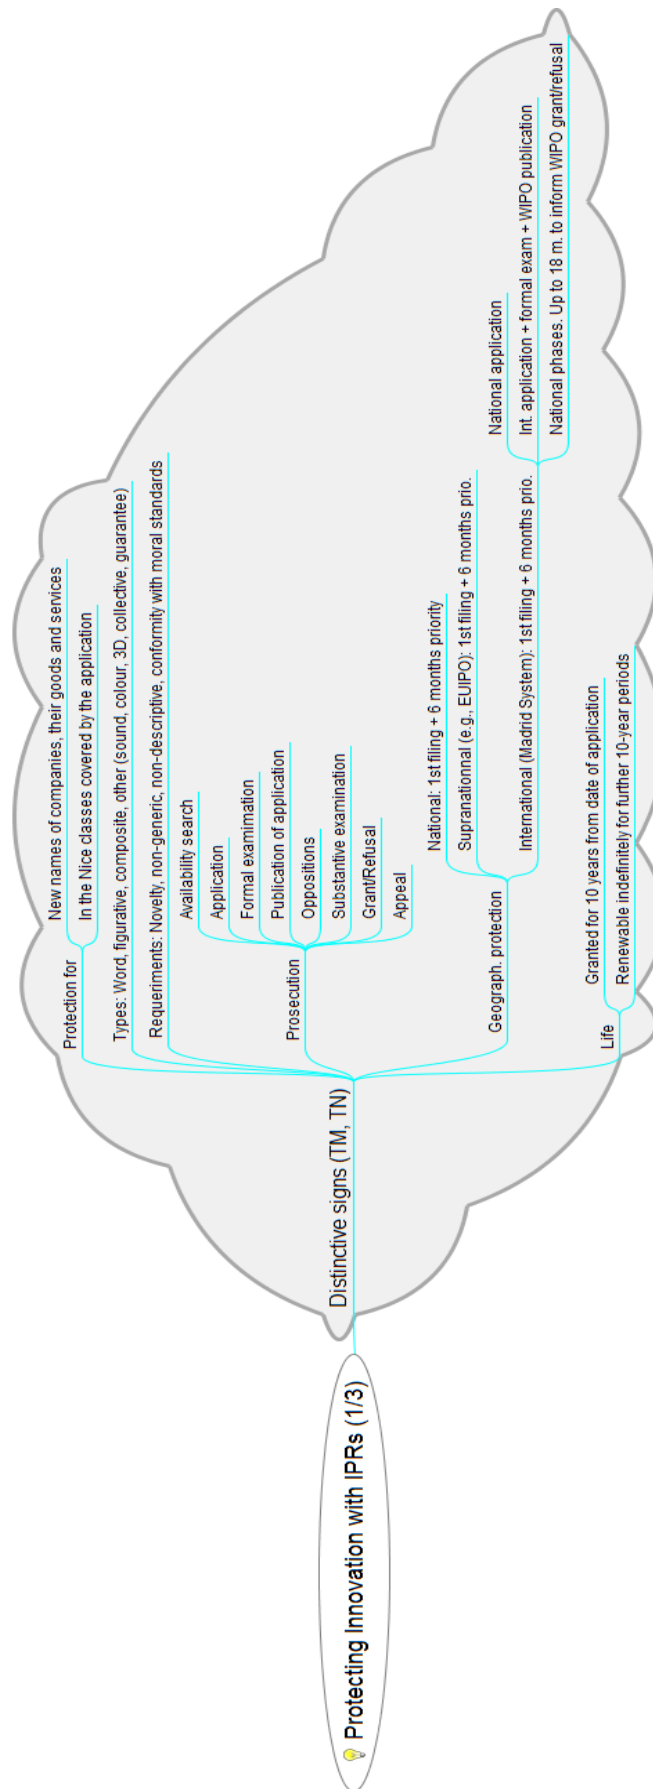 Protecting Innovation with IPRs (1/3)
Distinctive signs (TM, TN)
Protection for
New names of companies, their goods and services
In the Nice classes covered by the application
Types: Word, figurative, composite, other (sound, colour, 3D, collective, guarantee)
Requeriments: Novelty, non-generic, non-descriptive, conformity with moral standards
Prosecution
Availability search
Application
Formal examimation
Publication of application
Oppositions
Substantive examination
Grant/Refusal
Appeal
Geograph. protection
National: 1st filing + 6 months priority
Supranationnal (e.g., EUIPO): 1st filing + 6 months prio.
International (Madrid System): 1st filing + 6 months prio.
National application
Int. application + formal exam + WIPO publication
National phases. Up to 18 m. to inform WIPO grant/refusal
Life
Granted for 10 years from date of application
Renewable indefinitely for further 10-year periods